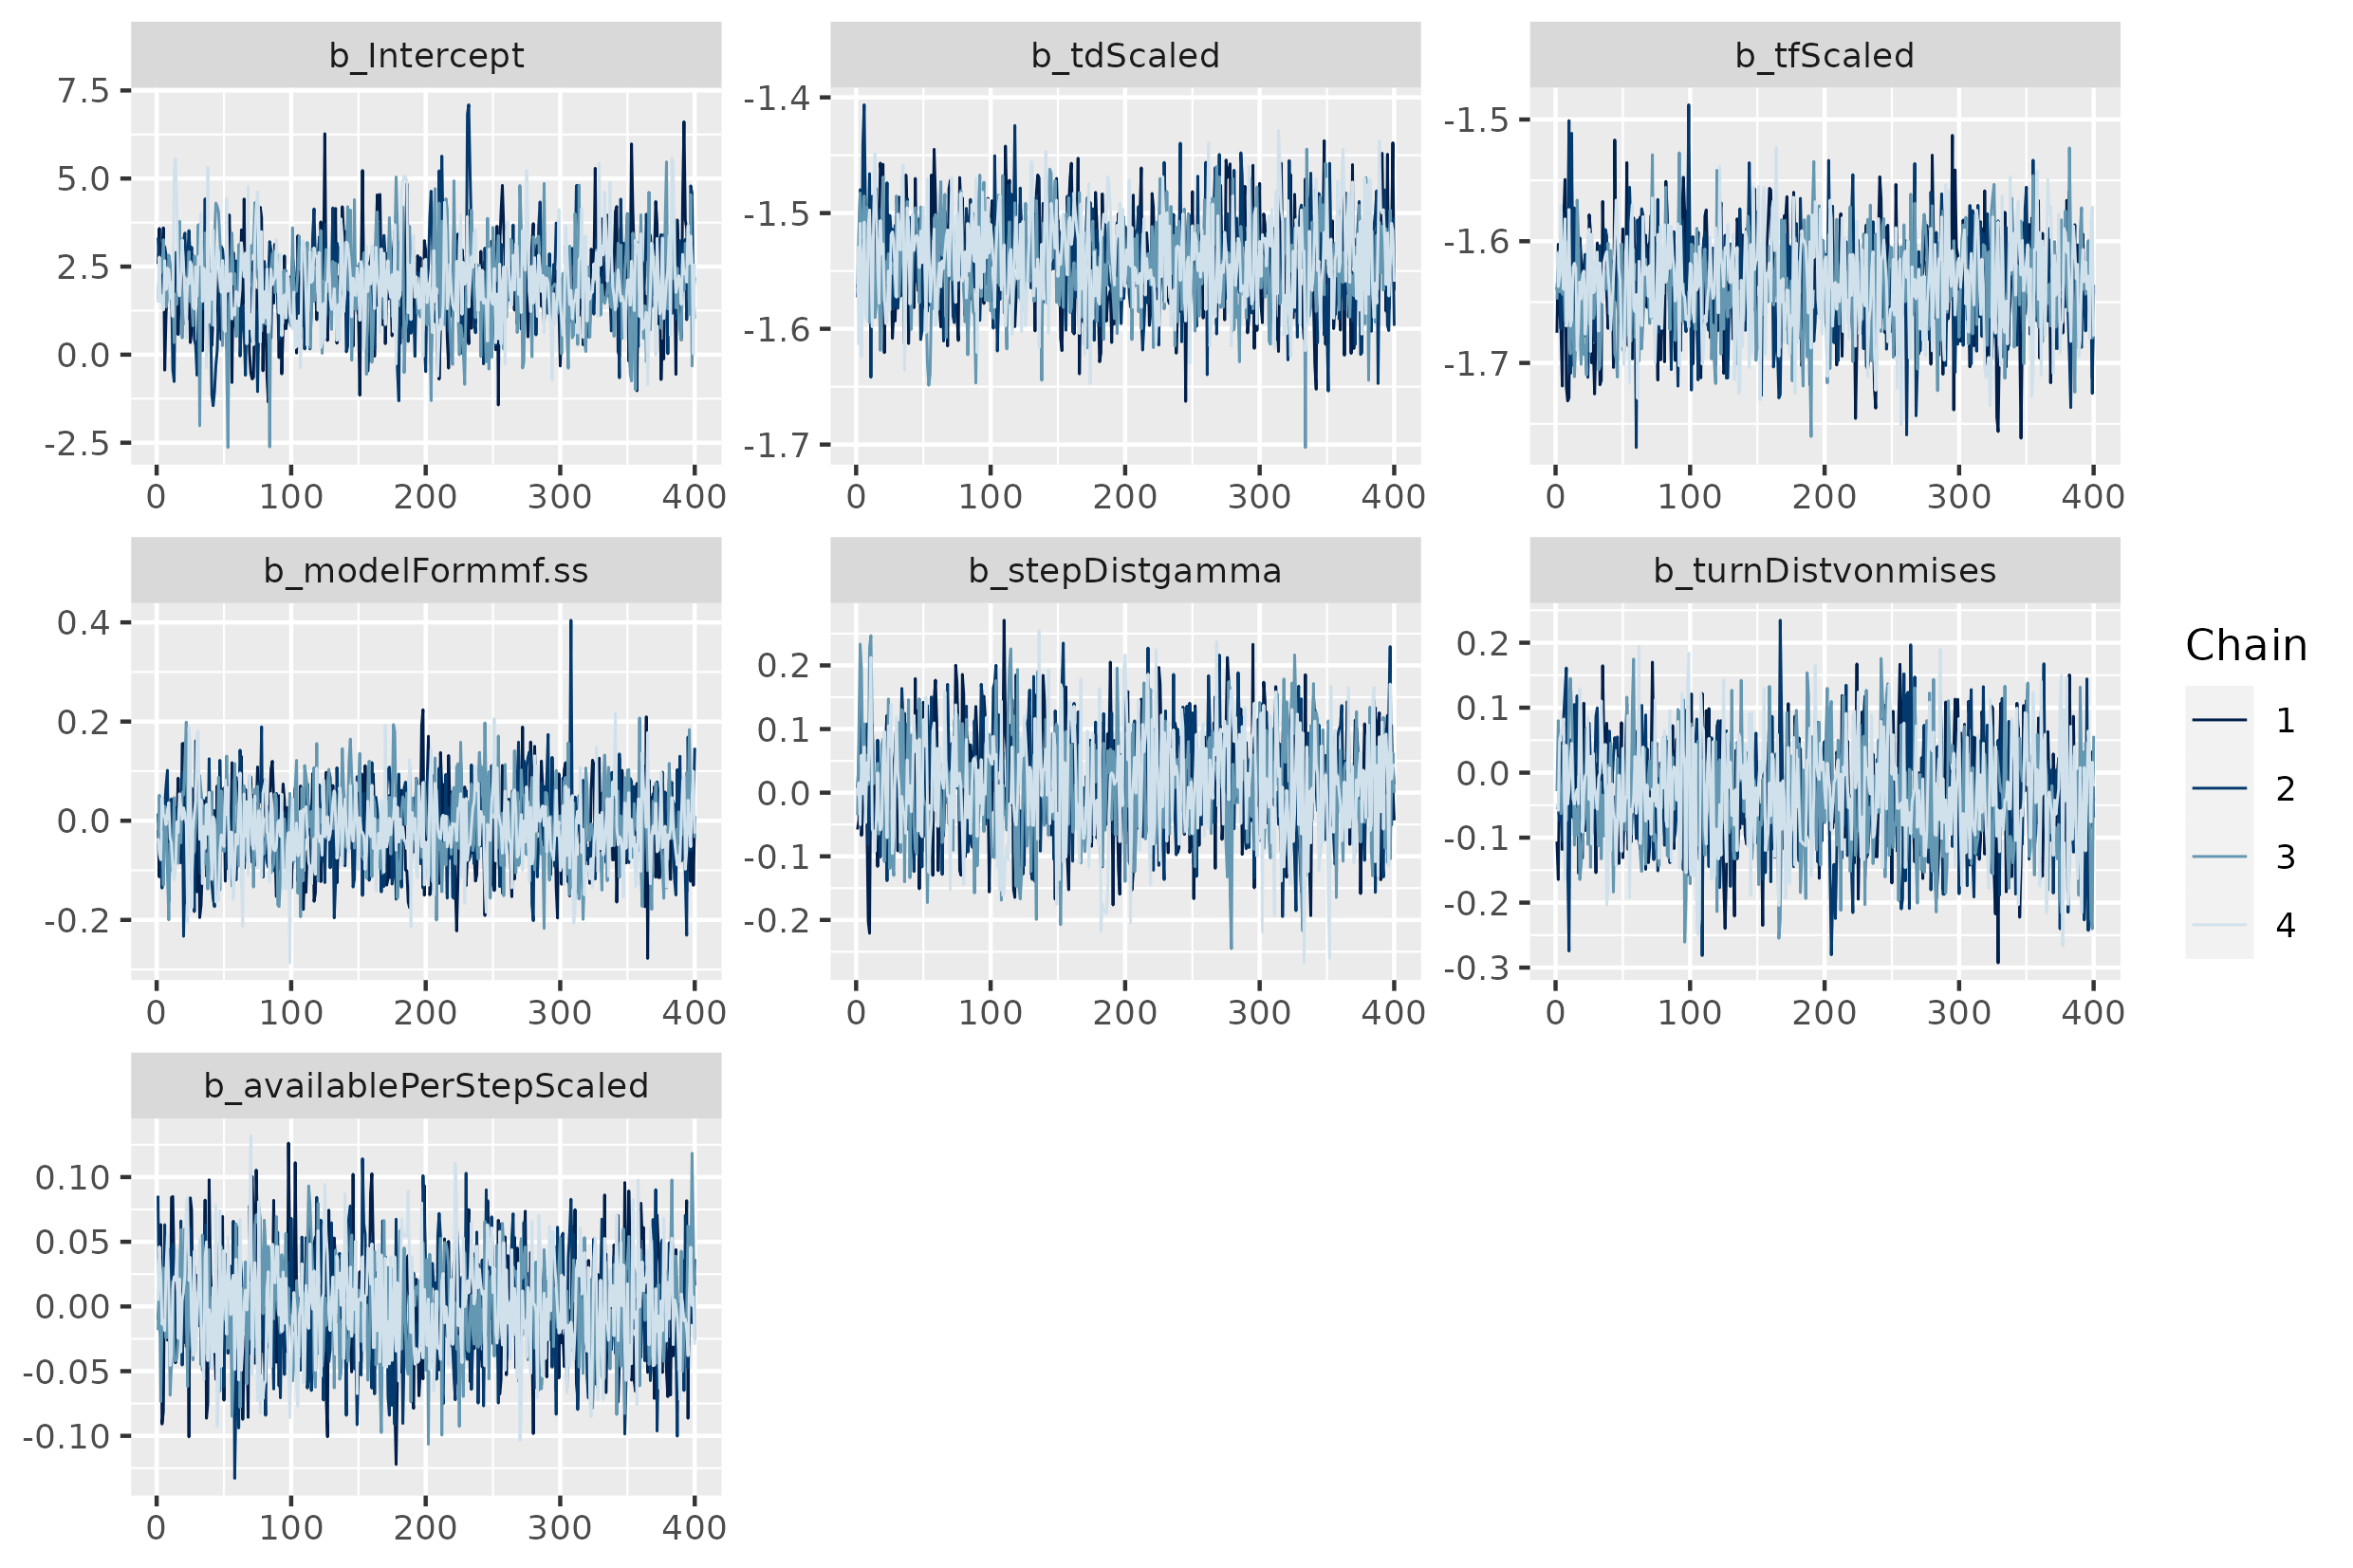 b_Intercept
7.5
5.0
2.5
0.0
-2.5
0 100 200 300 400
b_tdScaled
-1.4
-1.5
-1.6
-1.7
0 100 200 300 400
b_tfScaled
-1.5
-1.6
-1.7
0 100 200 300 400
b_modelFormmf.ss
0.4
0.2
0.0
-0.2
0 100 200 300 400
b_stepDistgamma
0.2
0.1
0.0
-0.1
-0.2
0 100 200 300 400
b_turnDistvonmises
0.2
0.1
0.0
-0.1
-0.2
-0.3
0 100 200 300 400
Chain
1
2
3
4
b_availablePerStepScaled
0.10
0.05
0.00
-0.05
-0.10
0 100 200 300 400